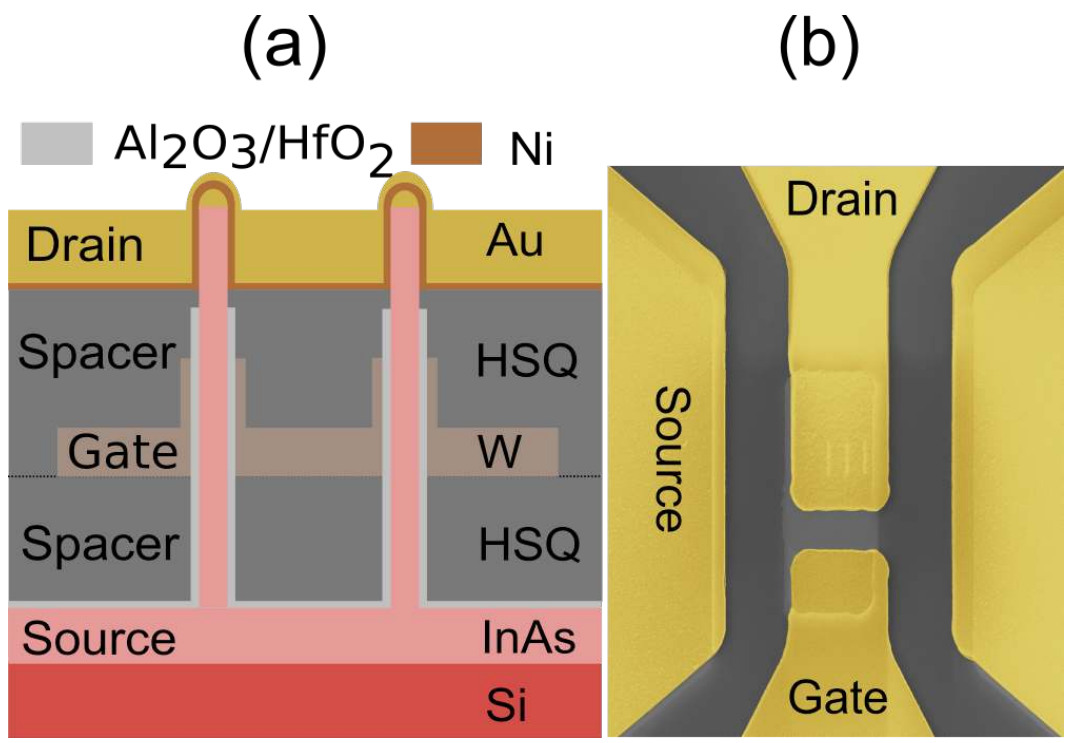 (a)
Al2O3/HfO2 Ni
Drain Au
Spacer HSQ
Gate W
Spacer HSQ
Source InAs
Si
(b)
Drain
Source
Gate